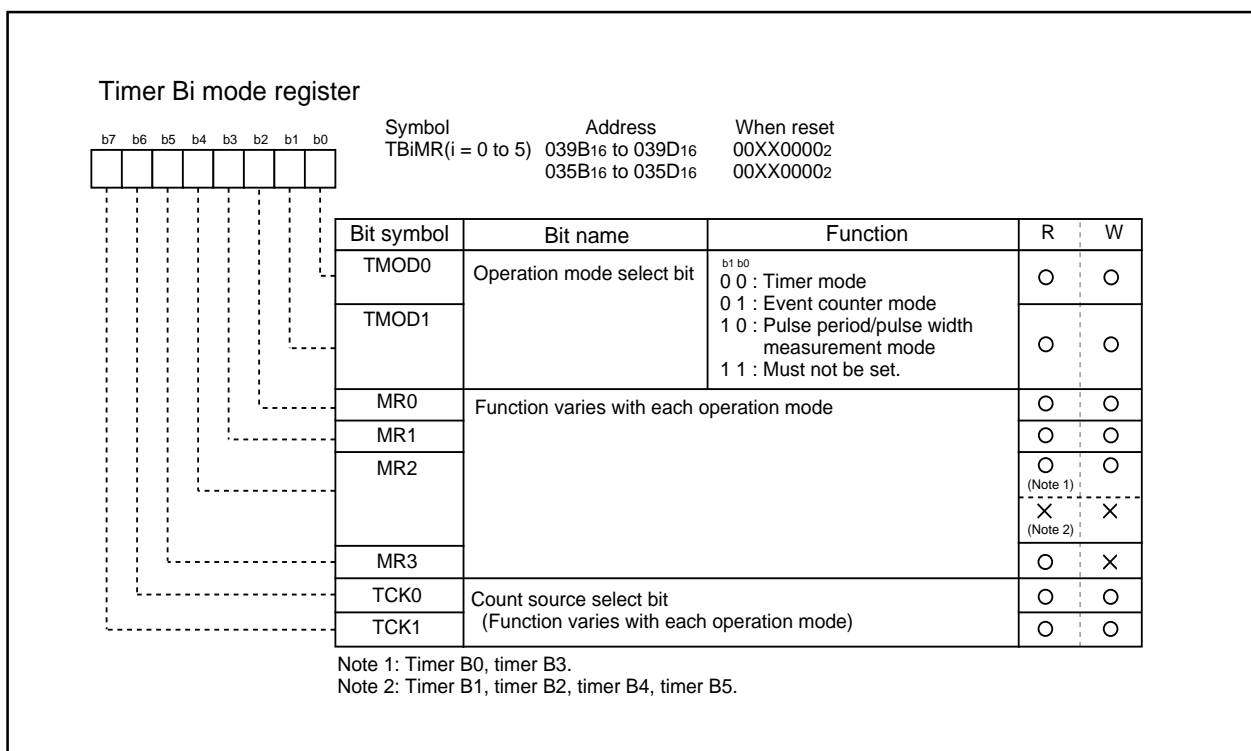 Timer Bi mode register
Symbol Address When reset
TBiMR(i = 0 to 5) 039B16 to 039D16 00XX00002
035B16 to 035D16 00XX00002
b7 b6 b5 b4 b3 b2 b1 b0
Bit symbol Bit name Function R W
TMOD0 Operation mode select bit b1 b0
0 0 : Timer mode
0 1 : Event counter mode
TMOD1 1 0 : Pulse period/pulse width
measurement mode
1 1 : Must not be set.
MR0 Function varies with each operation mode
MR1
MR2
(Note 1)
(Note 2)
MR3
TCK0 Count source select bit
TCK1 (Function varies with each operation mode)
Note 1: Timer B0, timer B3.
Note 2: Timer B1, timer B2, timer B4, timer B5.